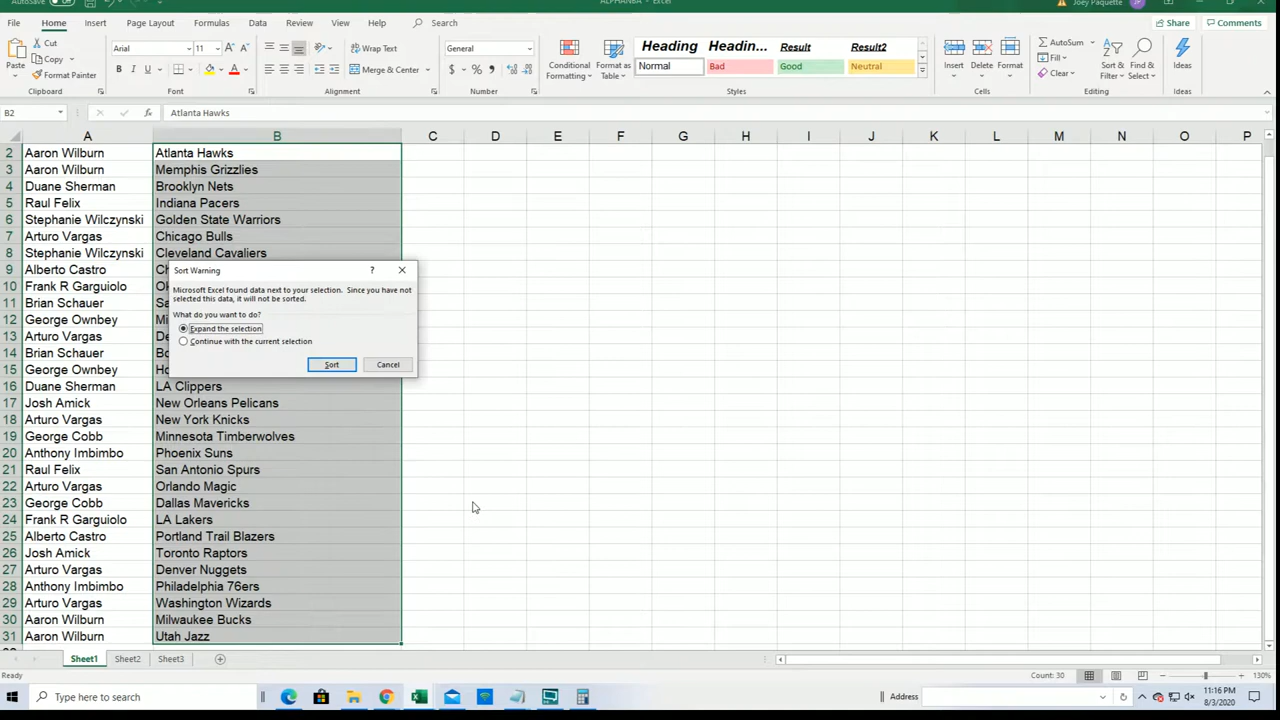 AutoSave
ALPHANBA - Excel
Joey Paquette
JP
File Home Insert Page Layout Formulas Data Review View Help Search
Share Comments
Paste Cut Copy Format Painter
Clipboard
Arial 11
B I U
Font
Wrap Text
Merge & Center
Alignment
General
$ % ,
Number
Conditional Formatting
Format as Table
Heading Headin... Result Result2
Normal Bad Good Neutral
Styles
Insert Delete Format
Cells
AutoSum
Fill
Clear
Sort & Filter
Find & Select
Editing
Ideas
Ideas
B2 fx Atlanta Hawks
A B C D E F G H I J K L M N O P
2 Aaron Wilburn Atlanta Hawks
3 Aaron Wilburn Memphis Grizzlies
4 Duane Sherman Brooklyn Nets
5 Raul Felix Indiana Pacers
6 Stephanie Wilczynski Golden State Warriors
7 Arturo Vargas Chicago Bulls
8 Stephanie Wilczynski Cleveland Cavaliers
9 Alberto Castro
10 Frank R Garguiolo
11 Brian Schauer
12 George Ownbey
13 Arturo Vargas
14 Brian Schauer
15 George Ownbey
16 Duane Sherman LA Clippers
17 Josh Amick New Orleans Pelicans
18 Arturo Vargas New York Knicks
19 George Cobb Minnesota Timberwolves
20 Anthony Imbimbo Phoenix Suns
21 Raul Felix San Antonio Spurs
22 Arturo Vargas Orlando Magic
23 George Cobb Dallas Mavericks
24 Frank R Garguiolo LA Lakers
25 Alberto Castro Portland Trail Blazers
26 Josh Amick Toronto Raptors
27 Arturo Vargas Denver Nuggets
28 Anthony Imbimbo Philadelphia 76ers
29 Arturo Vargas Washington Wizards
30 Aaron Wilburn Milwaukee Bucks
31 Aaron Wilburn Utah Jazz
Sort Warning ?
Microsoft Excel found data next to your selection. Since you have not
selected this data, it will not be sorted.
What do you want to do?
Expand the selection
Continue with the current selection
Sort Cancel
Sheet1 Sheet2 Sheet3
Ready Count: 30 130%
Type here to search
Address
11:16 PM
8/3/2020